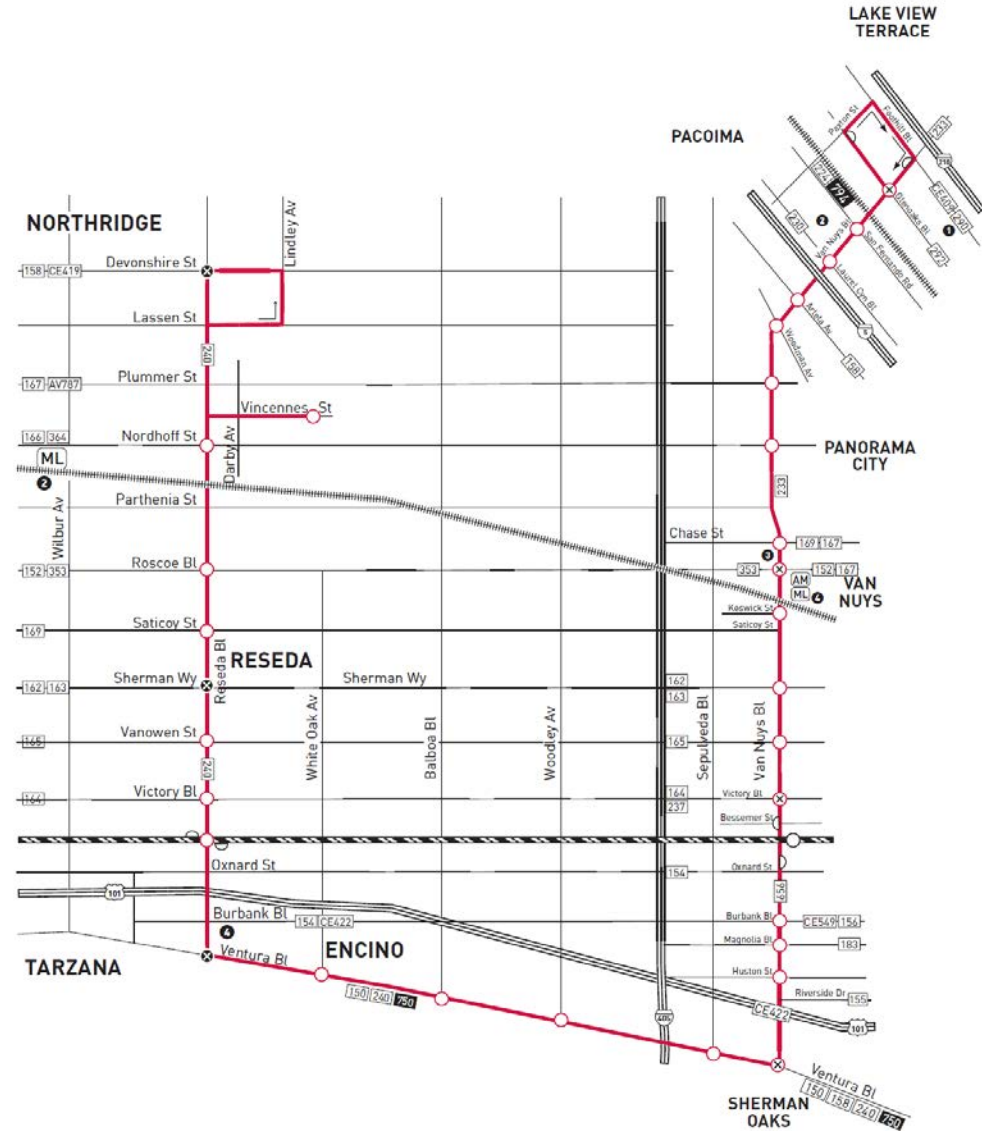 LAKE VIEW
TERRACE
Paxton St
Foothill Bl
233
PACOIMA
210
224 794
Glenoaks Bl
CE409 290
1
2
230
Van Nuys Bl
San Fernando Rd
292
NORTHRIDGE
Lindley Av
Devonshire St
158 CE419
Laurel Cyn Bl
Lassen St
Arleta Av
5
Woodman Av
158
240
Plummer St
167 AV787
Vincennes St
Nordhoff St
166 364
Darby Av
PANORAMA
CITY
ML
2
233
Parthenia St
Wilbur Av
Chase St
169 167
3
Roscoe Bl
152 353
353
152 167
VAN
NUYS
AM
ML
4
Keswick St
Saticoy St
169
Saticoy St
Reseda Bl
RESEDA
Sherman Wy
162 163
Sherman Wy
162
163
White Oak Av
Balboa Bl
Woodley Av
Sepulveda Bl
Van Nuys Bl
Vanowen St
165
165
240
Victory Bl
164
164
237
Victory Bl
Bessemer St
Oxnard St
154
Oxnard St
101
656
Burbank Bl
154 CE422
Burbank Bl
CE549 156
4
Magnolia Bl
183
TARZANA
Ventura Bl
ENCINO
Huston St
150 240 750
Riverside Dr
155
405
CE422
101
Ventura Bl
150 158 240 750
SHERMAN
OAKS